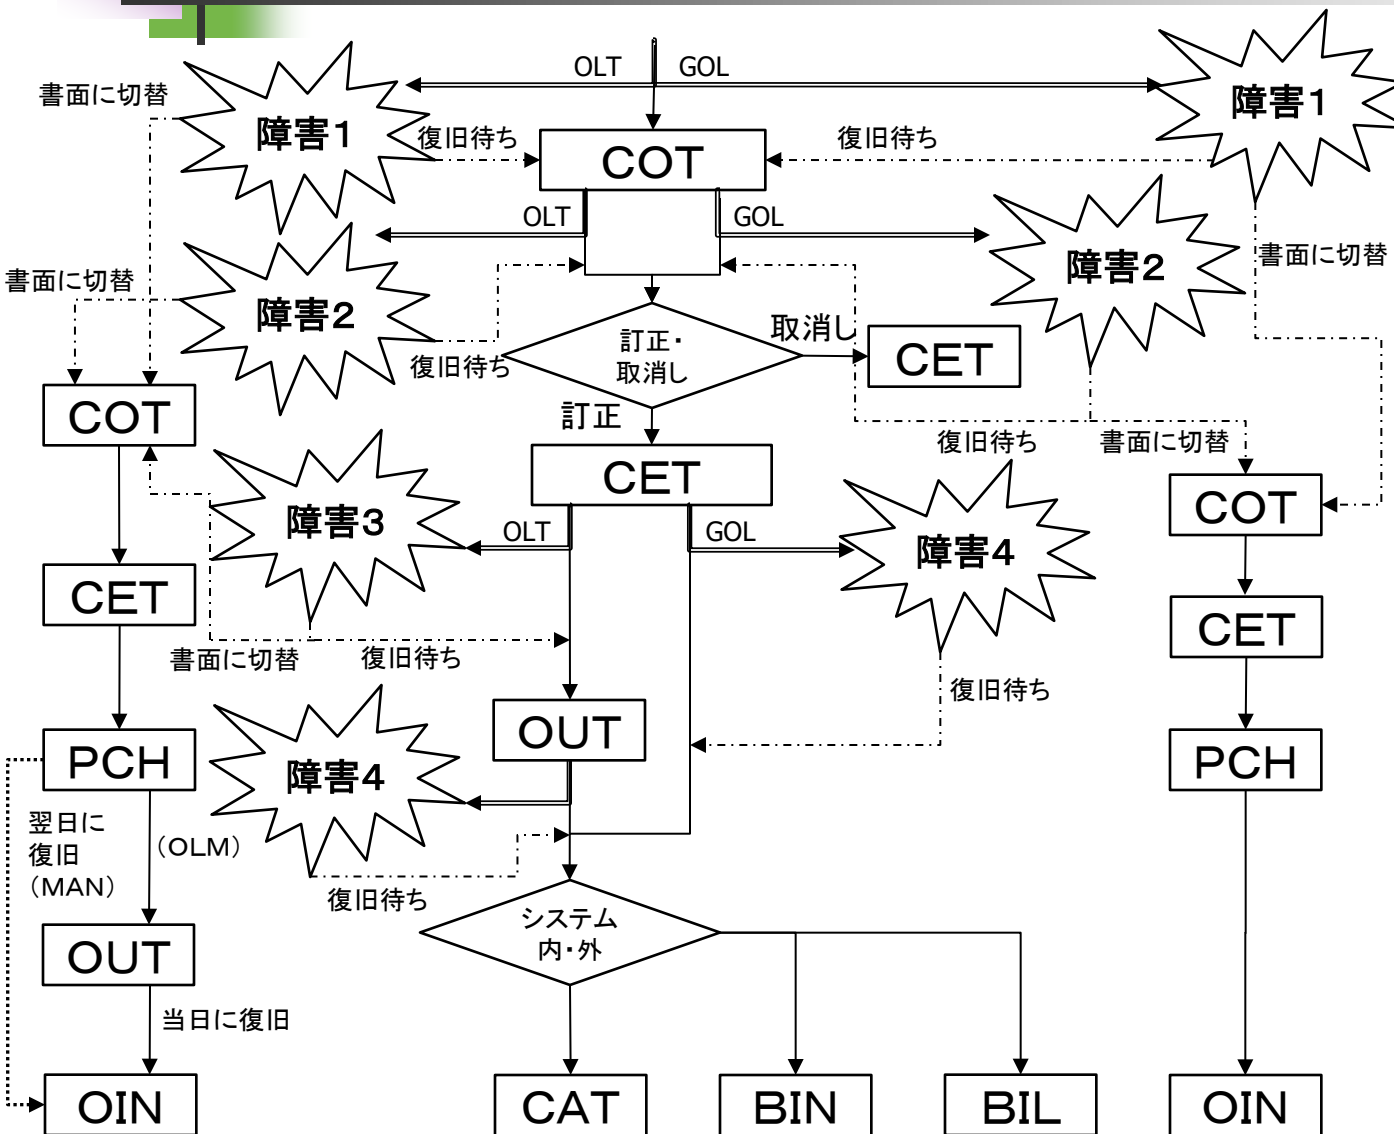 OLT
GOL
書面に切替
障害1
障害1
復旧待ち
復旧待ち
COT
OLT
GOL
書面に切替
障害2
障害2
書面に切替
復旧待ち
訂正・
取消し
取消し
CET
COT
訂正
復旧待ち
書面に切替
CET
COT
障害3
OLT
GOL
障害4
CET
CET
書面に切替
復旧待ち
復旧待ち
OUT
PCH
PCH
障害4
翌日に
復旧
(MAN)
(OLM)
復旧待ち
システム
内・外
OUT
当日に復旧
OIN
CAT
BIN
BIL
OIN